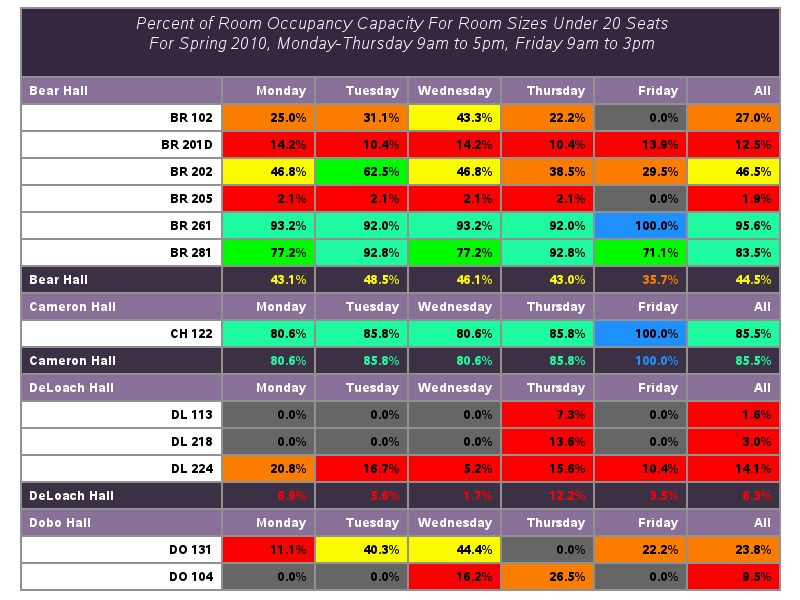 Percent of Room Occupancy Capacity For Room Sizes Under 20 Seats
For Spring 2010, Monday-Thursday 9am to 5pm, Friday 9am to 3pm
Bear Hall Monday Tuesday Wednesday Thursday Friday All
BR 102 25.0% 31.1% 43.3% 22.2% 0.0% 27.0%
BR 201D 14.2% 10.4% 14.2% 10.4% 13.9% 12.5%
BR 202 46.8% 62.5% 46.8% 38.5% 29.5% 46.5%
BR 205 2.1% 2.1% 2.1% 2.1% 0.0% 1.9%
BR 261 93.2% 92.0% 93.2% 92.0% 100.0% 95.6%
BR 281 77.2% 92.8% 77.2% 92.8% 71.1% 83.5%
Bear Hall 43.1% 48.5% 46.1% 43.0% 35.7% 44.5%
Cameron Hall Monday Tuesday Wednesday Thursday Friday All
CH 122 80.6% 85.8% 80.6% 85.8% 100.0% 85.5%
Cameron Hall 80.6% 85.8% 80.6% 85.8% 100.0% 85.5%
DeLoach Hall Monday Tuesday Wednesday Thursday Friday All
DL 113 0.0% 0.0% 0.0% 7.3% 0.0% 1.6%
DL 218 0.0% 0.0% 0.0% 13.6% 0.0% 3.0%
DL 224 20.8% 16.7% 5.2% 15.6% 10.4% 14.1%
DeLoach Hall 6.9% 5.6% 1.7% 12.2% 3.5% 6.3%
Dobo Hall Monday Tuesday Wednesday Thursday Friday All
DO 131 11.1% 40.3% 44.4% 0.0% 22.2% 23.8%
DO 104 0.0% 0.0% 16.2% 26.5% 0.0% 9.5%